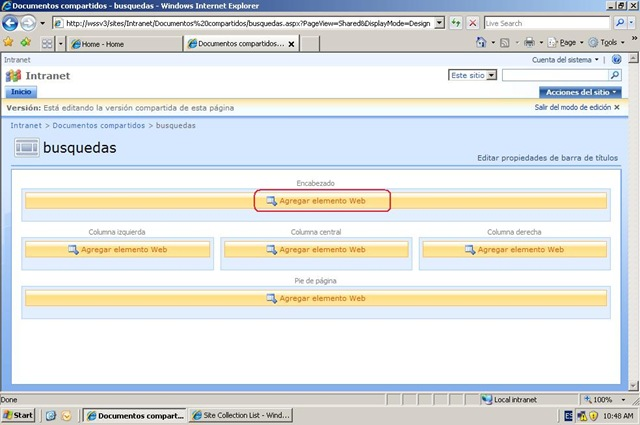 Documentos compartidos - busquedas - Windows Internet Explorer
http://wssv3/sites/Intranet/Documentos%20compartidos/busquedas.aspx?PageView=Shared&DisplayMode=Design
Live Search
Home - Home
Documentos compartidos...
Page
Tools
Intranet
Cuenta del sistema
Intranet
Este sitio
Inicio
Acciones del sitio
Versión: Está editando la versión compartida de esta página
Salir del modo de edición
Intranet > Documentos compartidos > busquedas
busquedas
Editar propiedades de barra de títulos
Encabezado
Agregar elemento Web
Columna izquierda Columna central Columna derecha
Agregar elemento Web Agregar elemento Web Agregar elemento Web
Pie de página
Agregar elemento Web
Done
Local intranet
100%
Start
Documentos compart...
Site Collection List - Wind...
ES
10:48 AM